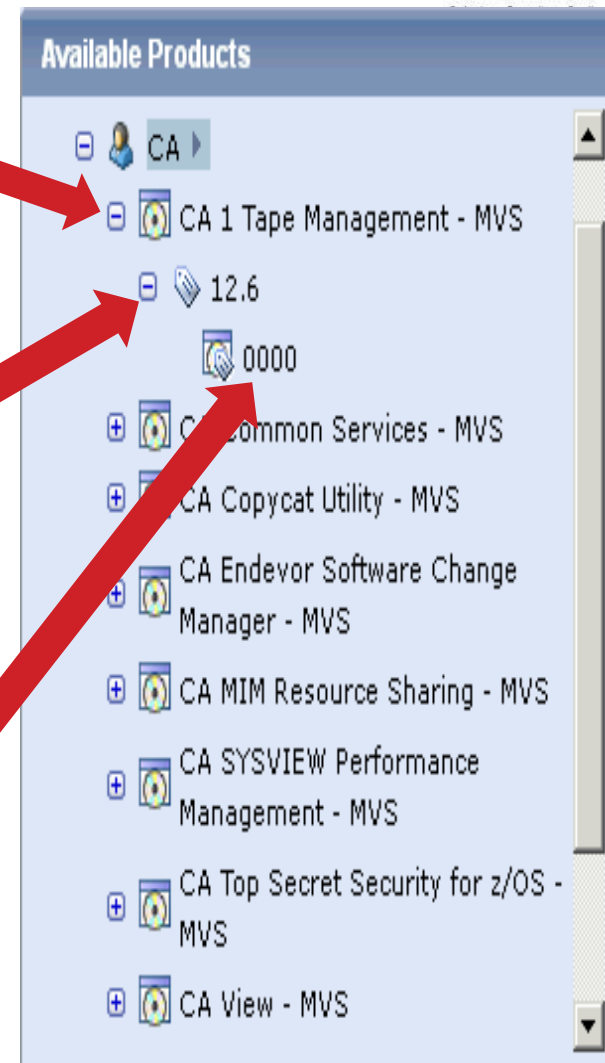 Available Products
CA
CA 1 Tape Management - MVS
12.6
0000
Common Services - MVS
CA Copycat Utility - MVS
CA Endevor Software Change
Manager - MVS
CA MIM Resource Sharing - MVS
CA SYSVIEW Performance
Management - MVS
CA Top Secret Security for z/OS -
MVS
CA View - MVS